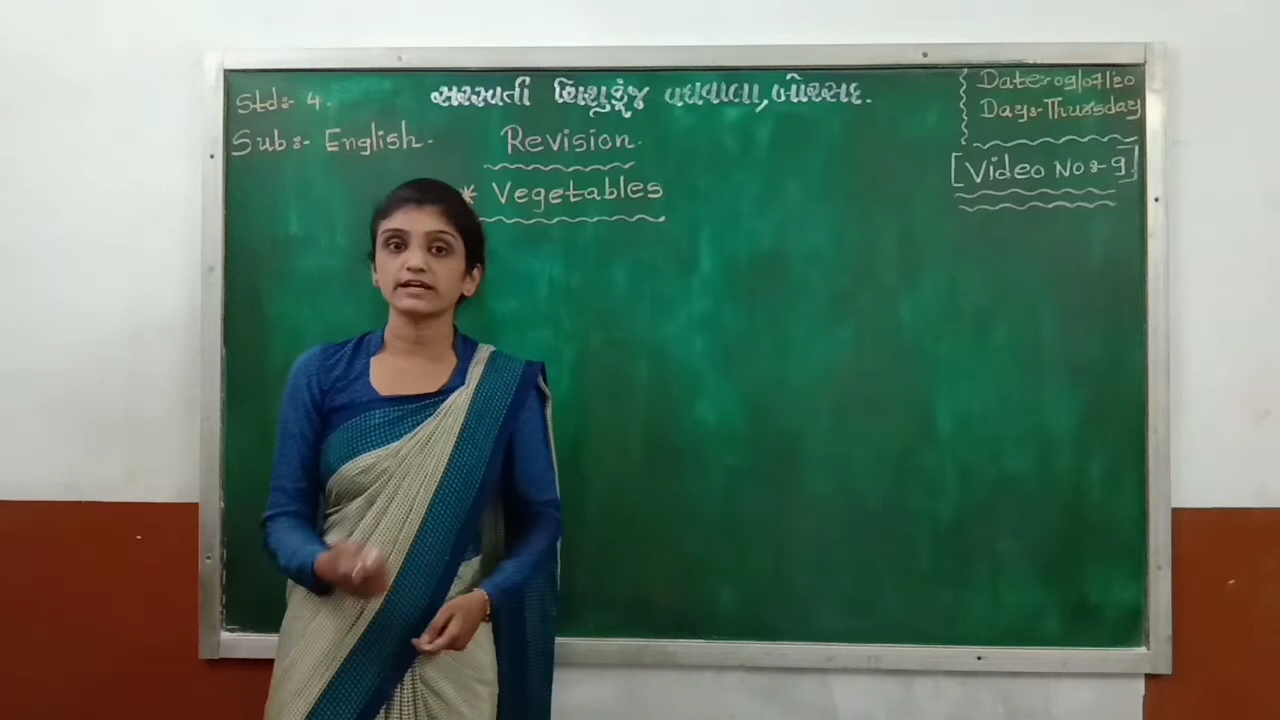 Std:- 4.
સરસ્વતી શિશુકુંજ વઘવાલા, બોરસદ.
Date:- 09/07/20
Day:- Thursday
Sub:- English.
Revision.
[Video No:- 9]
* Vegetables